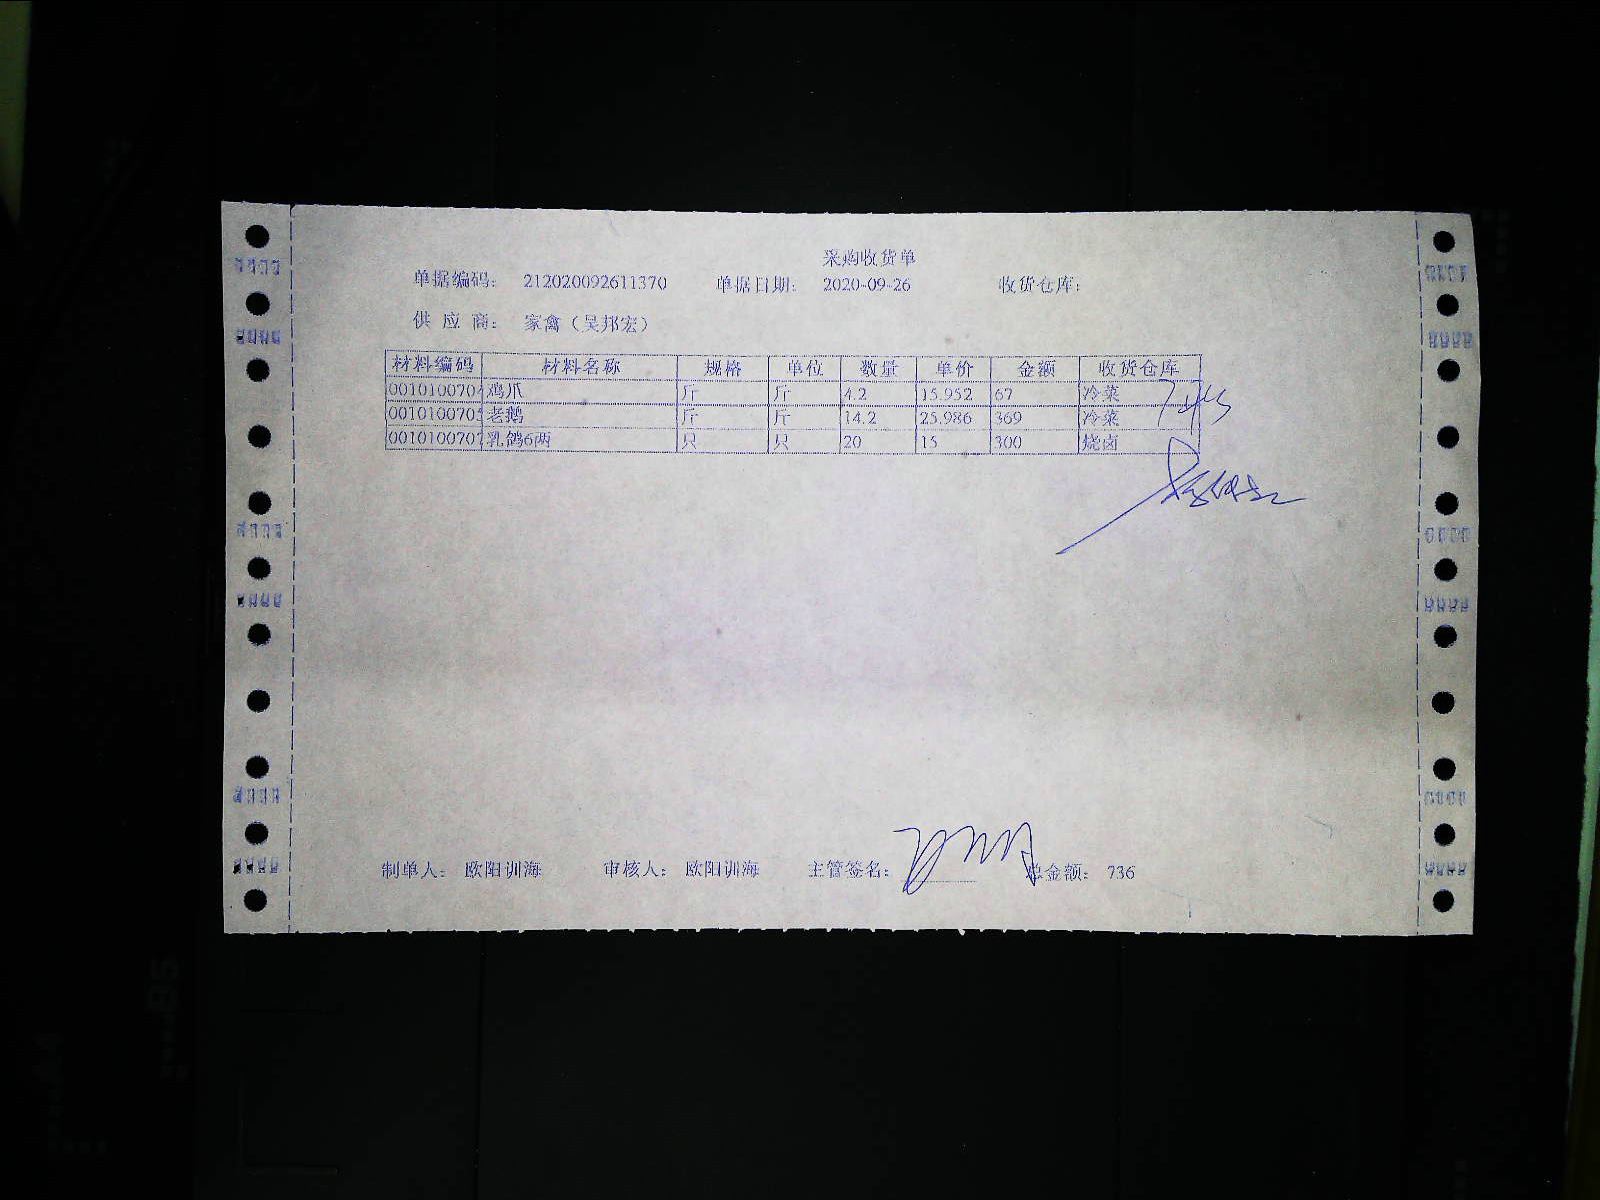 采购收货单
单据编码： 212020092611370 单据日期： 2020-09-26 收货仓库：
供 应 商： 家禽（吴邦宏）
材料编码 材料名称 规格 单位 数量 单价 金额 收货仓库
001010070 鸡爪 斤 斤 4.2 15.952 67 冷菜
001010070 老鹅 斤 斤 14.2 25.986 369 冷菜
001010070 乳鸽6两 只 只 20 15 300 烧卤
制单人： 欧阳训海 审核人： 欧阳训海 主管签名： 总金额： 736